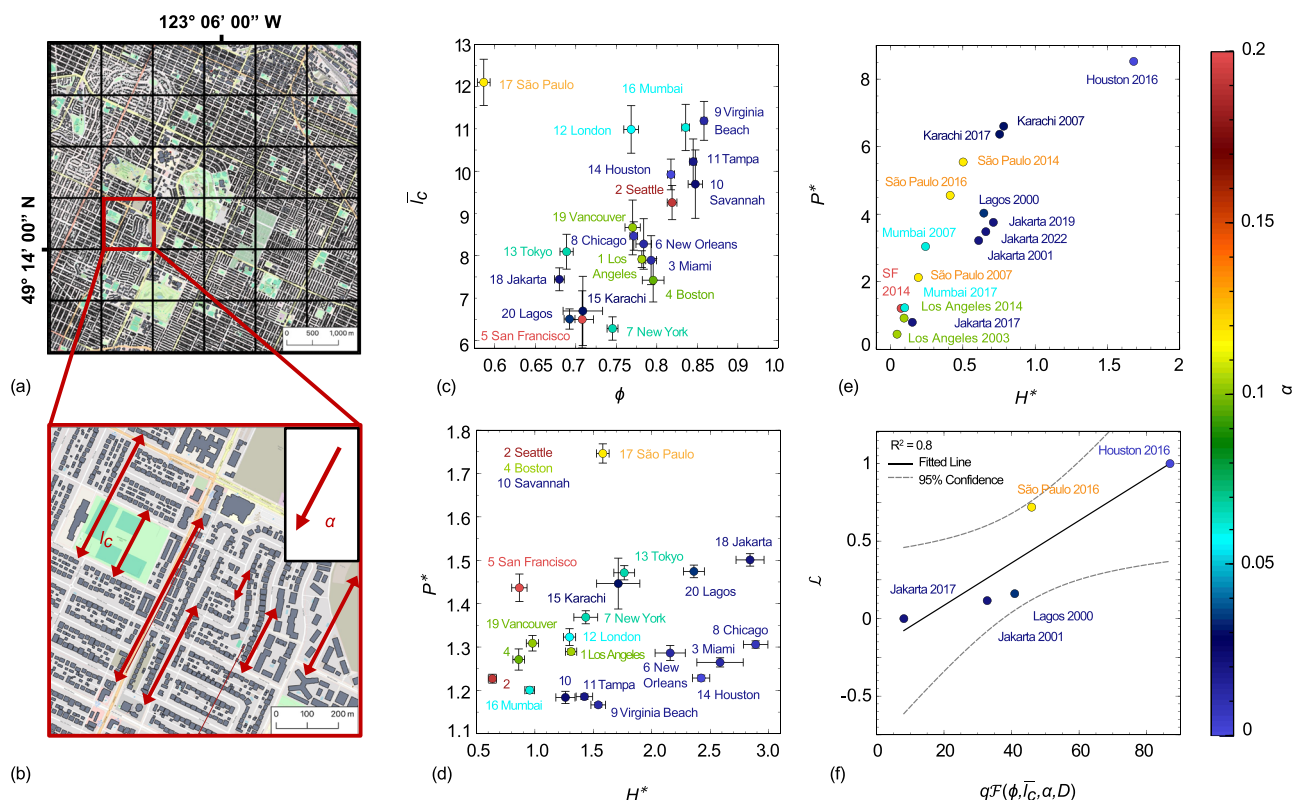 123° 06′ 00″ W
49° 14′ 00″ N
0 500 1,000 m
(a)
l̅c
α
0 100 200 m
(b)
13
12
11
10
9
8
7
6
l̅c
17 São Paulo
16 Mumbai
12 London
9 Virginia
Beach
11 Tampa
14 Houston
10
Savannah
2 Seattle
19 Vancouver
8 Chicago
6 New Orleans
13 Tokyo
1 Los
Angeles
3 Miami
18 Jakarta
4 Boston
15 Karachi
20 Lagos
5 San Francisco
7 New York
0.6 0.65 0.7 0.75 0.8 0.85 0.9 0.95 1.0
(c)
ϕ
1.8
1.7
1.6
1.5
1.4
1.3
1.2
1.1
P*
2 Seattle
4 Boston
10 Savannah
17 São Paulo
18 Jakarta
13 Tokyo
5 San Francisco
20 Lagos
15 Karachi
7 New York
19 Vancouver
12 London
8 Chicago
4
1 Los Angeles
3 Miami
6 New
Orleans
2
14 Houston
16 Mumbai
10
11 Tampa
9 Virginia Beach
0.5 1.0 1.5 2.0 2.5 3.0
(d)
H*
8
6
4
2
0
P*
Houston 2016
Karachi 2007
Karachi 2017
São Paulo 2014
São Paulo 2016
Lagos 2000
Jakarta 2019
Mumbai 2007
Jakarta 2022
Jakarta 2001
SF
2014
São Paulo 2007
Mumbai 2017
Los Angeles 2014
Jakarta 2017
Los Angeles 2003
0 0.5 1.0 1.5 2
(e)
H*
1
0.5
0
-0.5
ℒ
R² = 0.8
Fitted Line
95% Confidence
Houston 2016
São Paulo 2016
Jakarta 2017
Lagos 2000
Jakarta 2001
0 20 40 60 80
(f)
qℱ(ϕ,l̅c,α,D)
0.2
0.15
0.1
0.05
0
α